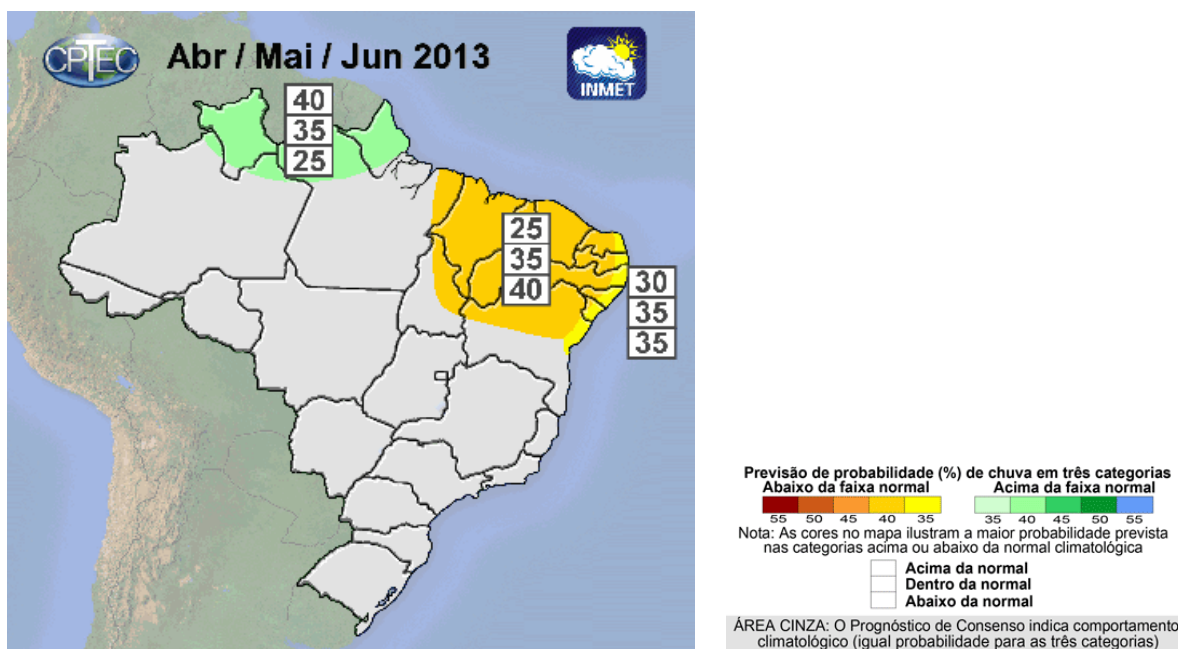 CPTEC
Abr / Mai / Jun 2013
INMET
40
35
25
25
35
40
30
35
35
Previsão de probabilidade (%) de chuva em três categorias
Abaixo da faixa normal Acima da faixa normal
55 50 45 40 35 35 40 45 50 55
Nota: As cores no mapa ilustram a maior probabilidade prevista
nas categorias acima ou abaixo da normal climatológica
Acima da normal
Dentro da normal
Abaixo da normal
ÁREA CINZA: O Prognóstico de Consenso indica comportamento
climatológico (igual probabilidade para as três categorias)